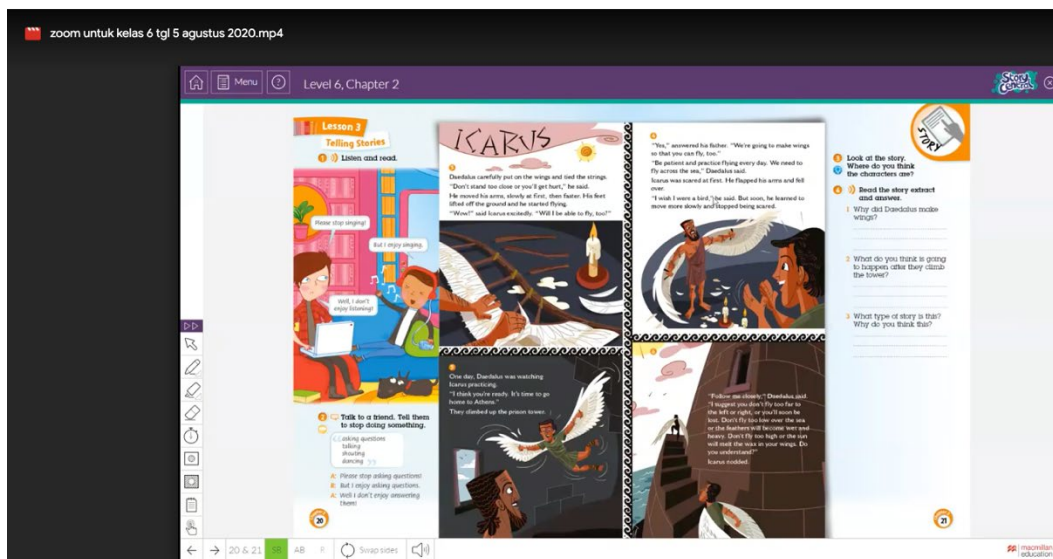 zoom untuk kelas 6 tgl 5 agustus 2020.mp4
Menu
?
Level 6, Chapter 2
Story Central
Lesson 3
Telling Stories
1 Listen and read.
Please stop singing!
But I enjoy singing.
Well, I don't
enjoy listening!
2 Talk to a friend. Tell them
to stop doing something.
asking questions
talking
shouting
dancing
A: Please stop asking questions!
B: But I enjoy asking questions.
A: Well I don't enjoy answering
them!
20
ICARUS
Daedalus carefully put on the wings and tied the strings.
"Don't stand too close or you'll get hurt," he said.
He moved his arms, slowly at first, then faster. His feet
lifted off the ground and he started flying.
"Wow!" said Icarus excitedly. "Will I be able to fly, too?"
"Yes," answered his father. "We're going to make wings
so that you can fly, too."
"Be patient and practice flying every day. We need to
fly across the sea," Daedalus said.
Icarus was scared at first. He flapped his arms and fell
over.
"I wish I were a bird," he said. But soon, he learned to
move more slowly and stopped being scared.
One day, Daedalus was watching
Icarus practicing.
"I think you're ready. It's time to go
home to Athens."
They climbed up the prison tower.
"Follow me closely," Daedalus said.
"I suggest you don't fly too far to
the left or right, or you'll soon be
lost. Don't fly too low over the sea
or the feathers will become wet and
heavy. Don't fly too high or the sun
will melt the wax in your wings. Do
you understand?"
Icarus nodded.
STORY
3 Look at the story.
Where do you think
the characters are?
4 Read the story extract
and answer.
1 Why did Daedalus make
wings?
2 What do you think is going
to happen after they climb
the tower?
3 What type of story is this?
Why do you think this?
21
20 & 21
SB
AB
Swap sides
macmillan
education